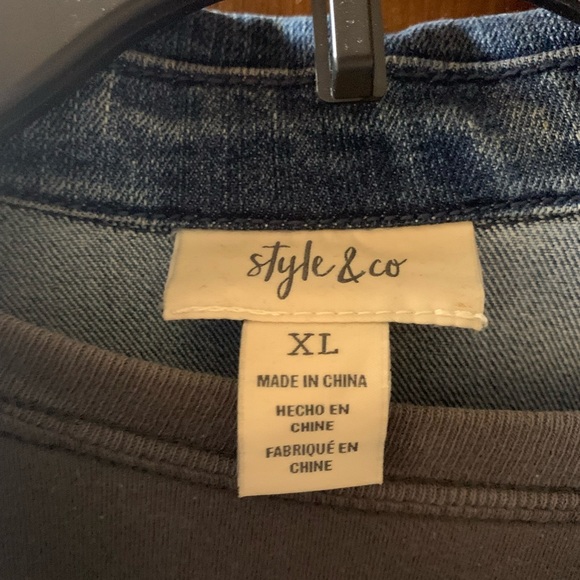 style & co
XL
MADE IN CHINA
HECHO EN
CHINE
FABRIQUÉ EN
CHINE